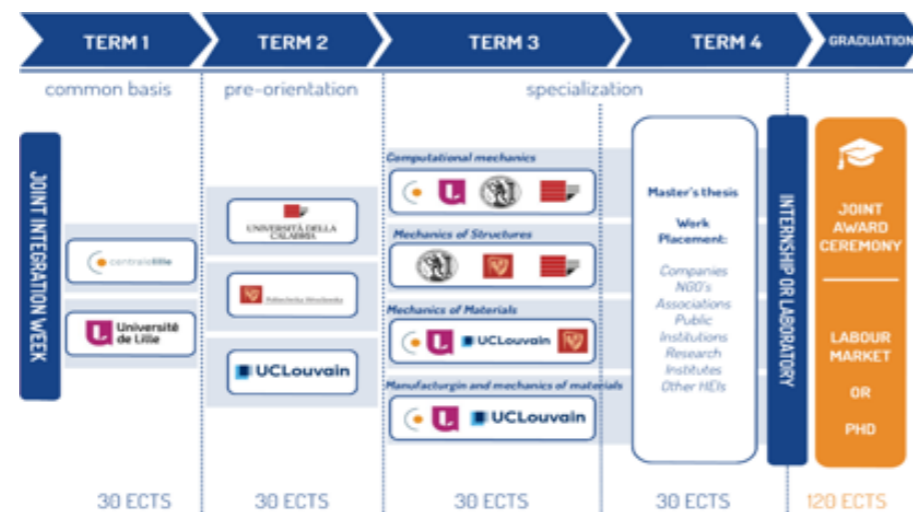 TERM 1
TERM 2
TERM 3
TERM 4
GRADUATION
common basis
pre-orientation
specialization
JOINT INTEGRATION WEEK
centralelille
Université
de Lille
UNIVERSITÀ DELLA
CALABRIA
Politechnika Wrocławska
UCLouvain
Computational mechanics
Mechanics of Structures
Mechanics of Materials
UCLouvain
Manufacturgin and mechanics of materials
UCLouvain
Master's thesis
Work
Placement:
Companies
NGO's
Associations
Public
Institutions
Research
Institutes
Other HEIs
INTERNSHIP OR LABORATORY
JOINT
AWARD
CEREMONY
LABOUR
MARKET
OR
PHD
30 ECTS
30 ECTS
30 ECTS
30 ECTS
120 ECTS